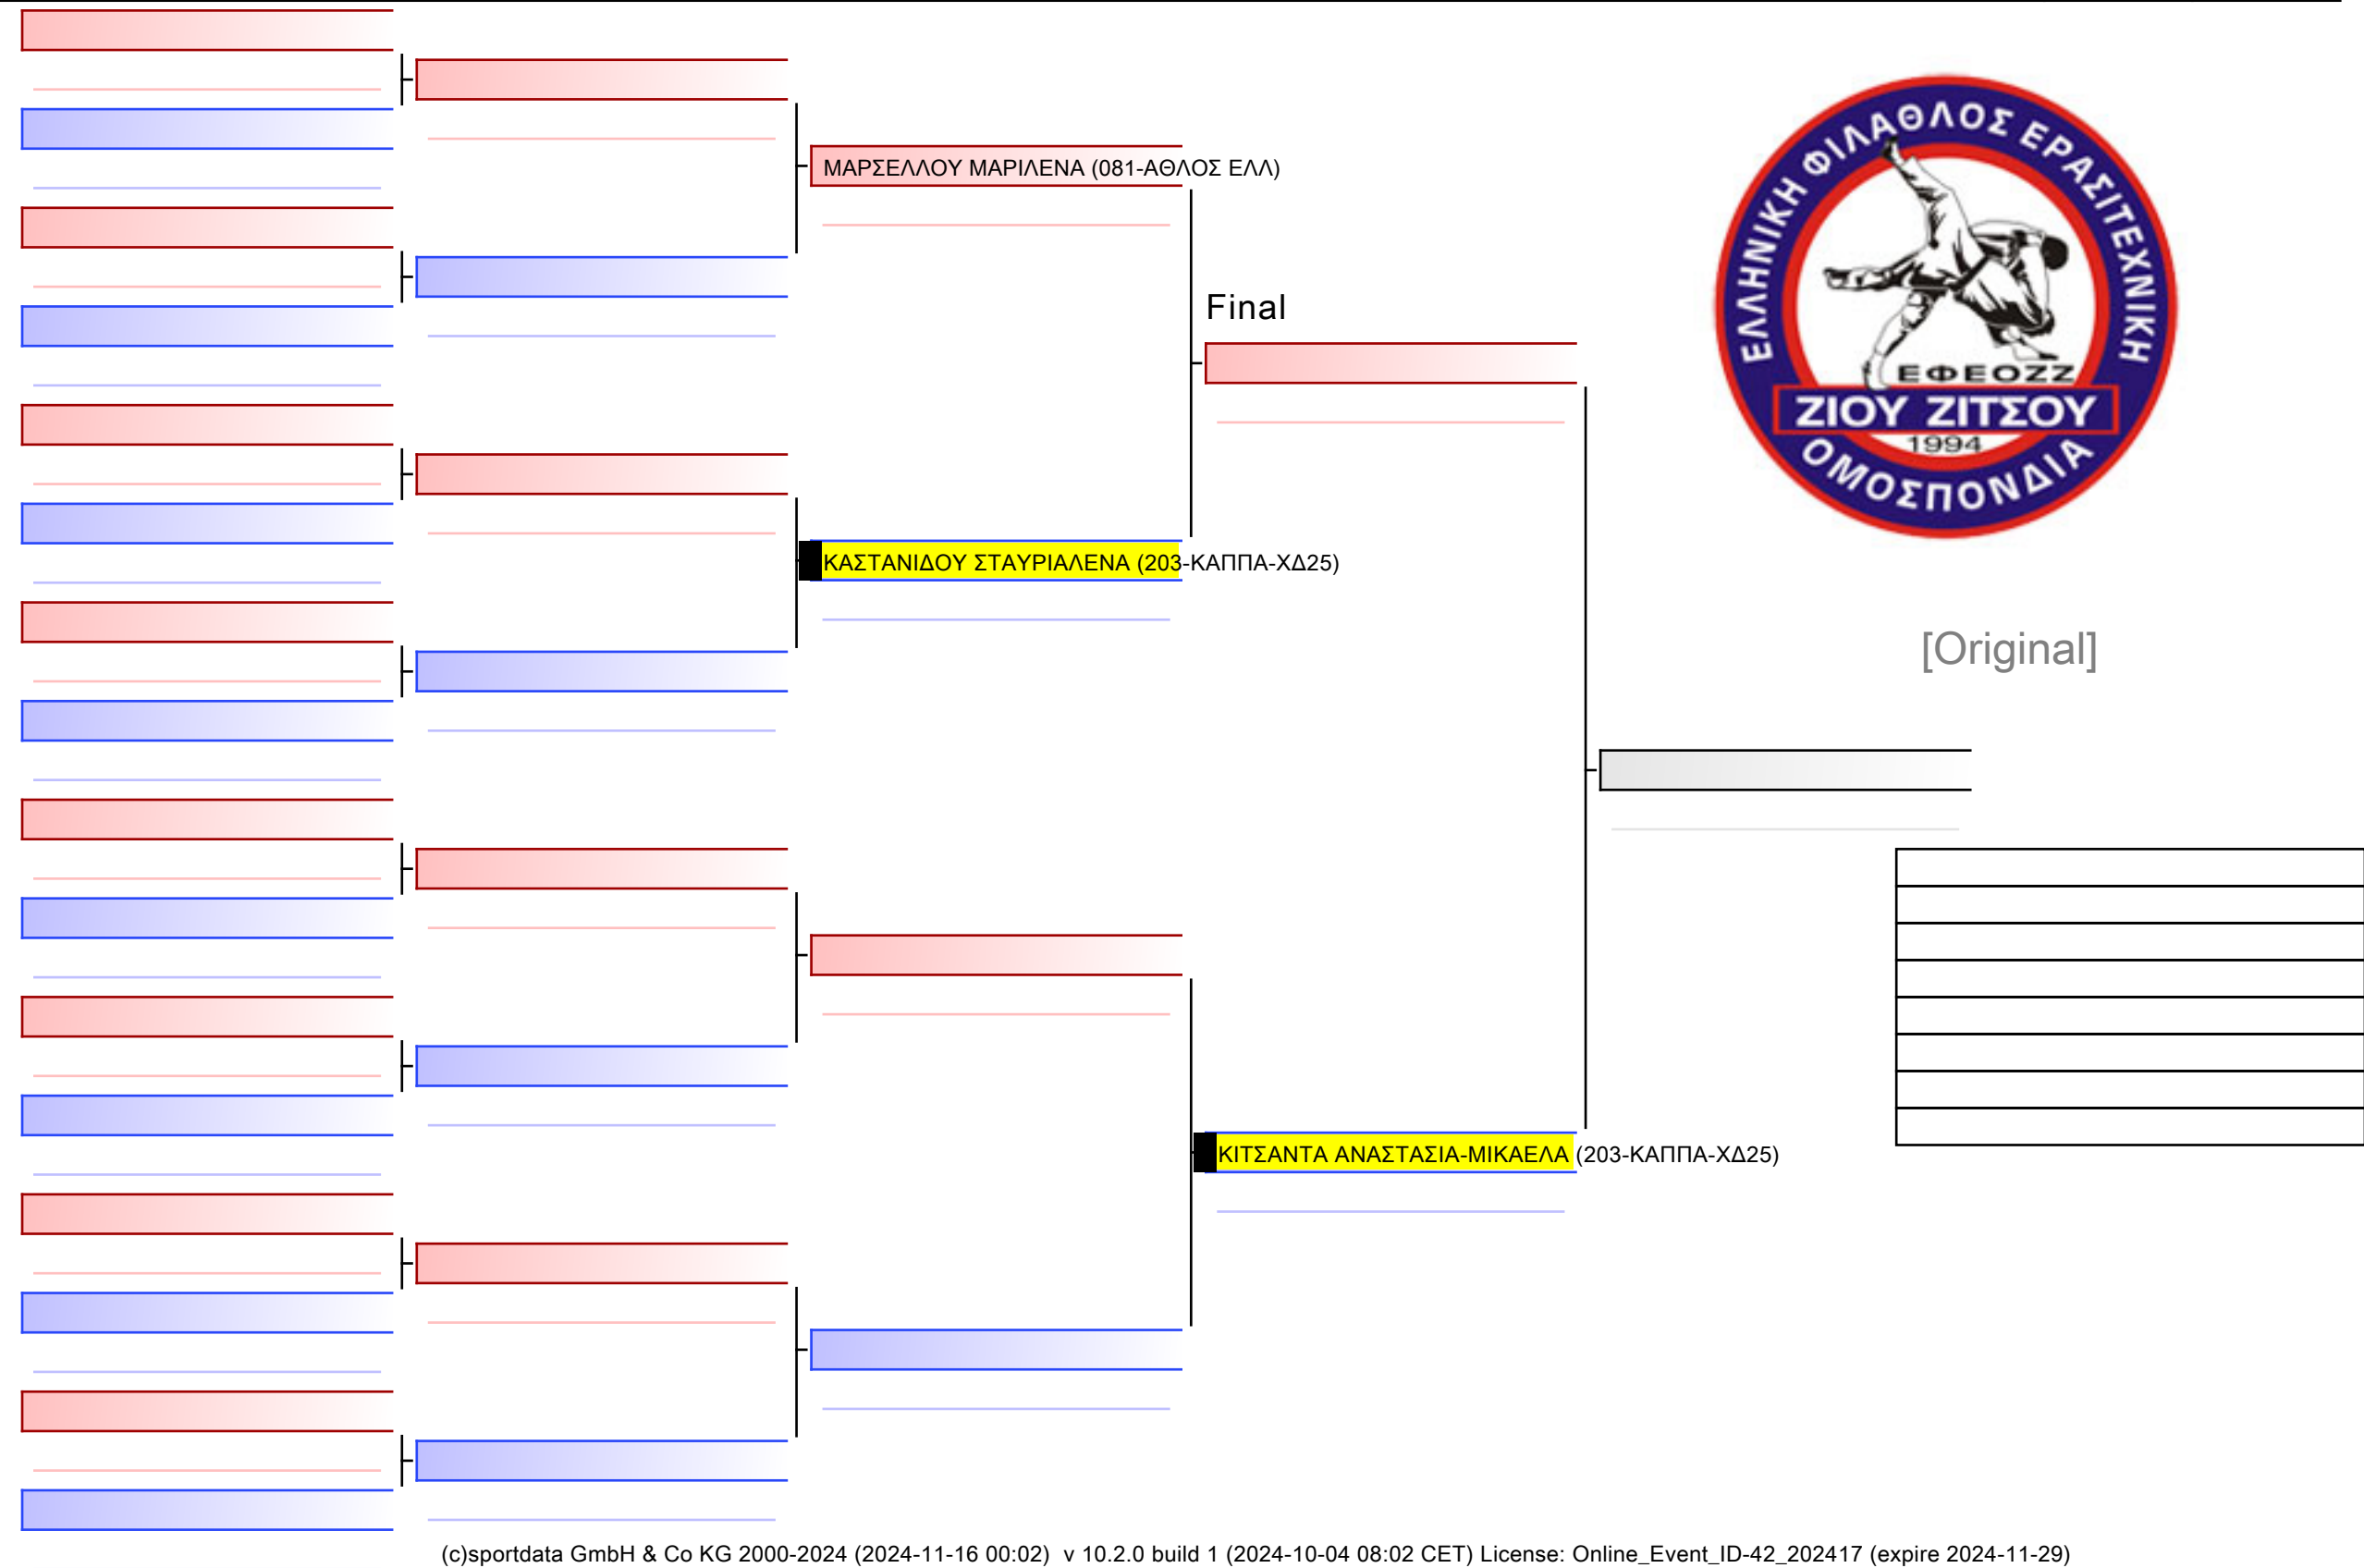 ΜΑΡΣΕΛΛΟΥ ΜΑΡΙΛΕΝΑ (081-ΑΘΛΟΣ ΕΛΛ)
Final
ΕΛΛΗΝΙΚΗ ΦΙΛΑΘΛΟΣ ΕΡΑΣΙΤΕΧΝΙΚΗ
ΕΦΕΟΖΖ
ΖΙΟΥ ΖΙΤΣΟΥ
1994
ΟΜΟΣΠΟΝΔΙΑ
ΚΑΣΤΑΝΙΔΟΥ ΣΤΑΥΡΙΑΛΕΝΑ (203-ΚΑΠΠΑ-ΧΔ25)
[Original]
ΚΙΤΣΑΝΤΑ ΑΝΑΣΤΑΣΙΑ-ΜΙΚΑΕΛΑ (203-ΚΑΠΠΑ-ΧΔ25)
(c)sportdata GmbH & Co KG 2000-2024 (2024-11-16 00:02) v 10.2.0 build 1 (2024-10-04 08:02 CET) License: Online_Event_ID-42_202417 (expire 2024-11-29)